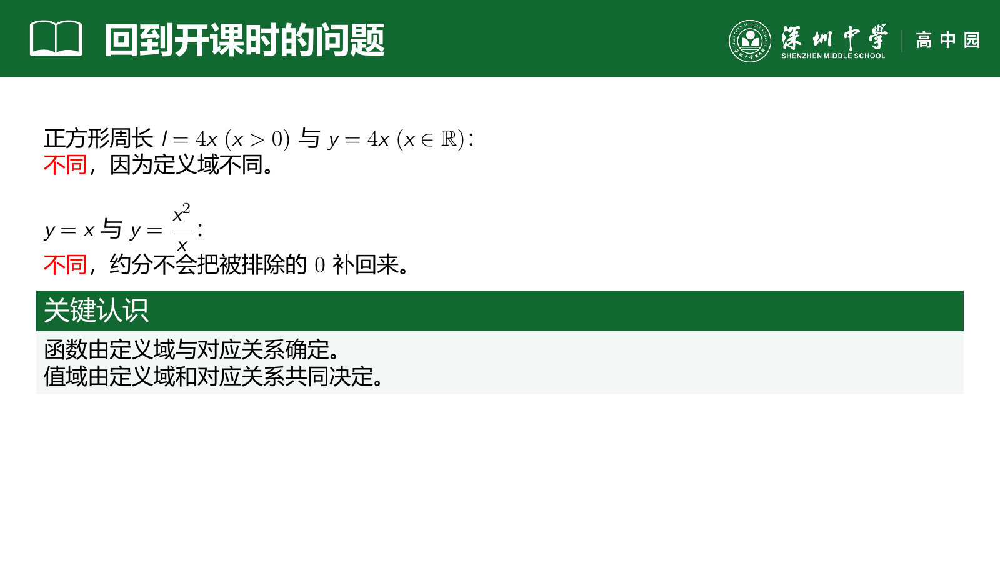 回到开课时的问题
深圳中學
SHENZHEN MIDDLE SCHOOL
高中园
正方形周长 l = 4x (x > 0) 与 y = 4x (x ∈ ℝ)：
不同，因为定义域不同。
y = x 与 y = x²/x：
不同，约分不会把被排除的 0 补回来。
关键认识
函数由定义域与对应关系确定。
值域由定义域和对应关系共同决定。